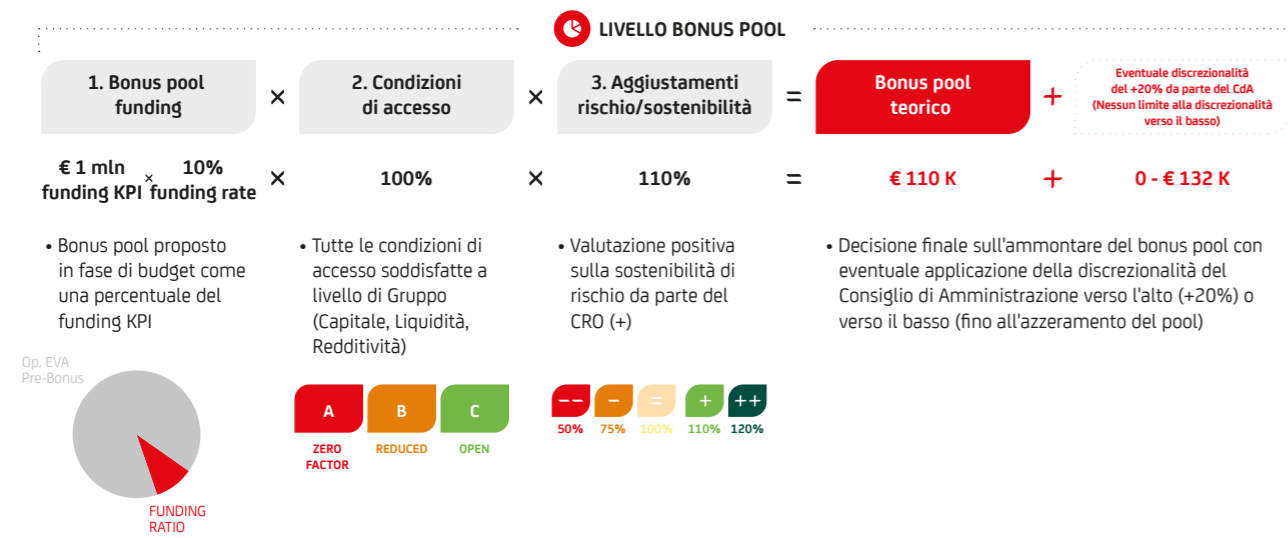 LIVELLO BONUS POOL
1. Bonus pool
funding
×
2. Condizioni
di accesso
×
3. Aggiustamenti
rischio/sostenibilità
=
Bonus pool
teorico
+
Eventuale discrezionalità
del +20% da parte del CdA
(Nessun limite alla discrezionalità
verso il basso)
€ 1 mln
funding KPI
×
10%
funding rate
×
100%
×
110%
=
€ 110 K
+
0 - € 132 K
• Bonus pool proposto
in fase di budget come
una percentuale del
funding KPI
• Tutte le condizioni di
accesso soddisfatte a
livello di Gruppo
(Capitale, Liquidità,
Redditività)
• Valutazione positiva
sulla sostenibilità di
rischio da parte del
CRO (+)
• Decisione finale sull'ammontare del bonus pool con
eventuale applicazione della discrezionalità del
Consiglio di Amministrazione verso l'alto (+20%) o
verso il basso (fino all'azzeramento del pool)
Op. EVA
Pre-Bonus
FUNDING
RATIO
A
B
C
ZERO
FACTOR
REDUCED
OPEN
-- - = + ++
50% 75% 100% 110% 120%